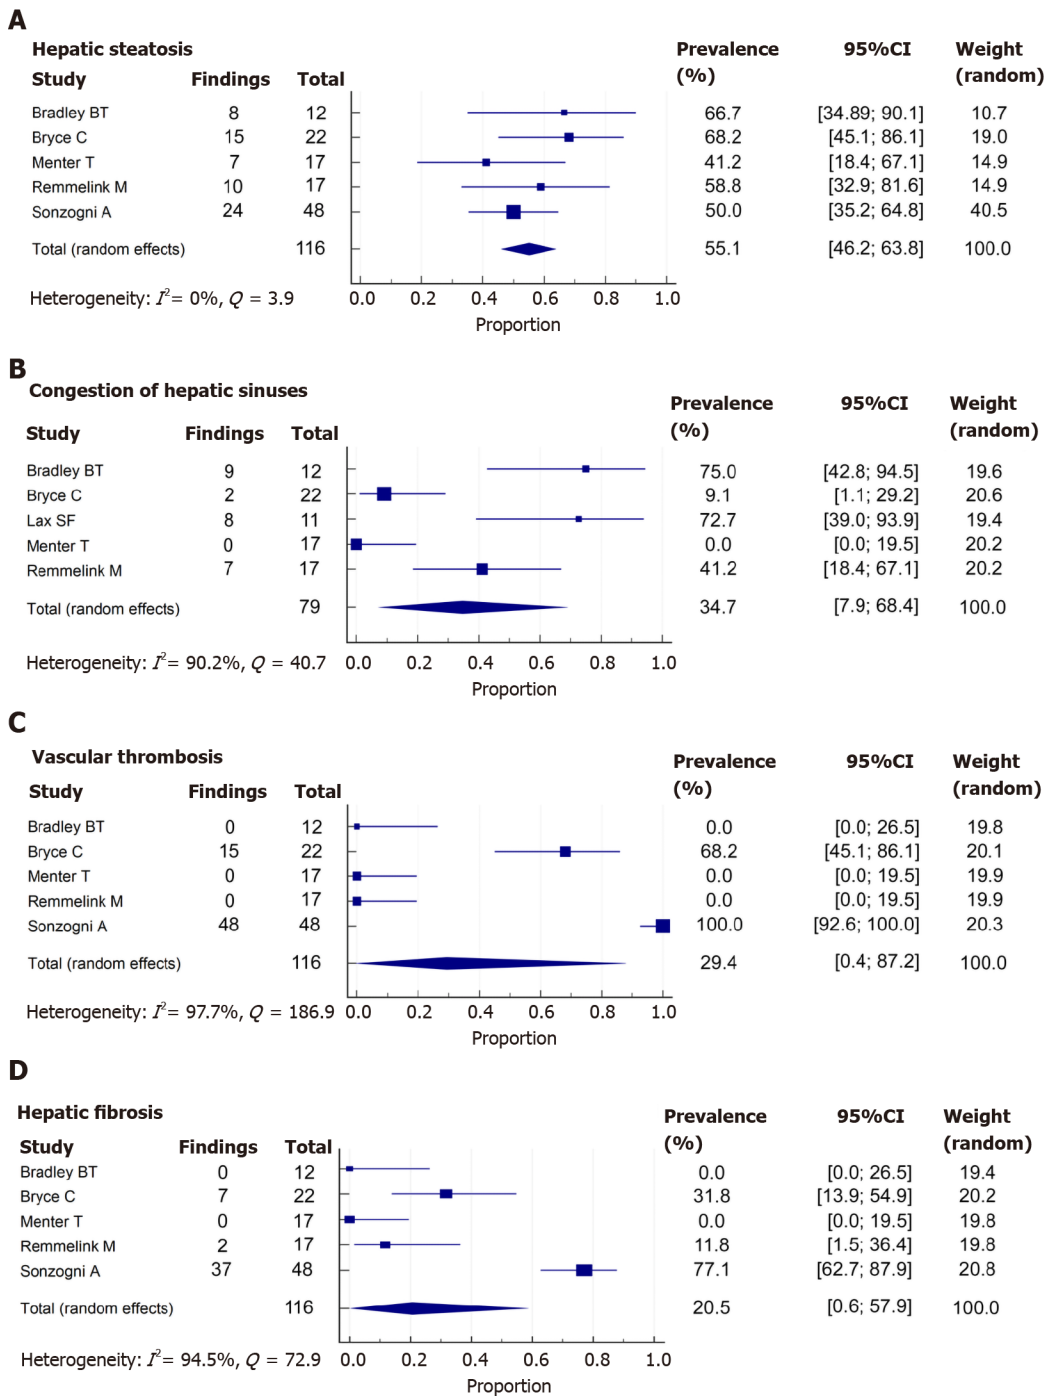 A
Hepatic steatosis Prevalence 95%CI Weight
Study Findings Total (%) (random)
Bradley BT 8 12 66.7 [34.89; 90.1] 10.7
Bryce C 15 22 68.2 [45.1; 86.1] 19.0
Menter T 7 17 41.2 [18.4; 67.1] 14.9
Remmelink M 10 17 58.8 [32.9; 81.6] 14.9
Sonzogni A 24 48 50.0 [35.2; 64.8] 40.5
Total (random effects) 116 55.1 [46.2; 63.8] 100.0
Heterogeneity: I²= 0%, Q = 3.9 0.0 0.2 0.4 0.6 0.8 1.0
Proportion
B
Congestion of hepatic sinuses Prevalence 95%CI Weight
Study Findings Total (%) (random)
Bradley BT 9 12 75.0 [42.8; 94.5] 19.6
Bryce C 2 22 9.1 [1.1; 29.2] 20.6
Lax SF 8 11 72.7 [39.0; 93.9] 19.4
Menter T 0 17 0.0 [0.0; 19.5] 20.2
Remmelink M 7 17 41.2 [18.4; 67.1] 20.2
Total (random effects) 79 34.7 [7.9; 68.4] 100.0
Heterogeneity: I²= 90.2%, Q = 40.7 0.0 0.2 0.4 0.6 0.8 1.0
Proportion
C
Vascular thrombosis Prevalence 95%CI Weight
Study Findings Total (%) (random)
Bradley BT 0 12 0.0 [0.0; 26.5] 19.8
Bryce C 15 22 68.2 [45.1; 86.1] 20.1
Menter T 0 17 0.0 [0.0; 19.5] 19.9
Remmelink M 0 17 0.0 [0.0; 19.5] 19.9
Sonzogni A 48 48 100.0 [92.6; 100.0] 20.3
Total (random effects) 116 29.4 [0.4; 87.2] 100.0
Heterogeneity: I²= 97.7%, Q = 186.9 0.0 0.2 0.4 0.6 0.8 1.0
Proportion
D
Hepatic fibrosis Prevalence 95%CI Weight
Study Findings Total (%) (random)
Bradley BT 0 12 0.0 [0.0; 26.5] 19.4
Bryce C 7 22 31.8 [13.9; 54.9] 20.2
Menter T 0 17 0.0 [0.0; 19.5] 19.8
Remmelink M 2 17 11.8 [1.5; 36.4] 19.8
Sonzogni A 37 48 77.1 [62.7; 87.9] 20.8
Total (random effects) 116 20.5 [0.6; 57.9] 100.0
Heterogeneity: I²= 94.5%, Q = 72.9 0.0 0.2 0.4 0.6 0.8 1.0
Proportion